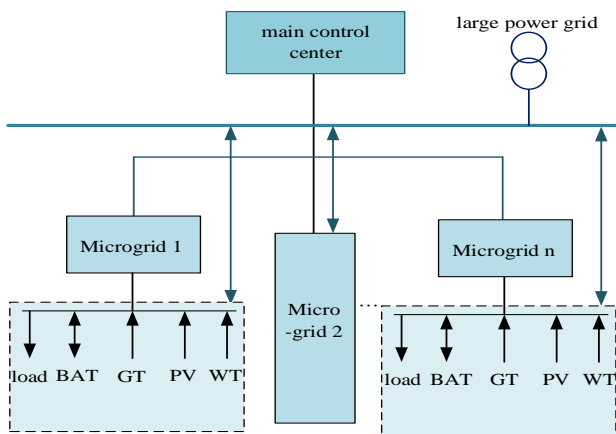 main control
center
large power grid
Microgrid 1
Micro
-grid 2
Microgrid n
load BAT GT PV WT
load BAT GT PV WT